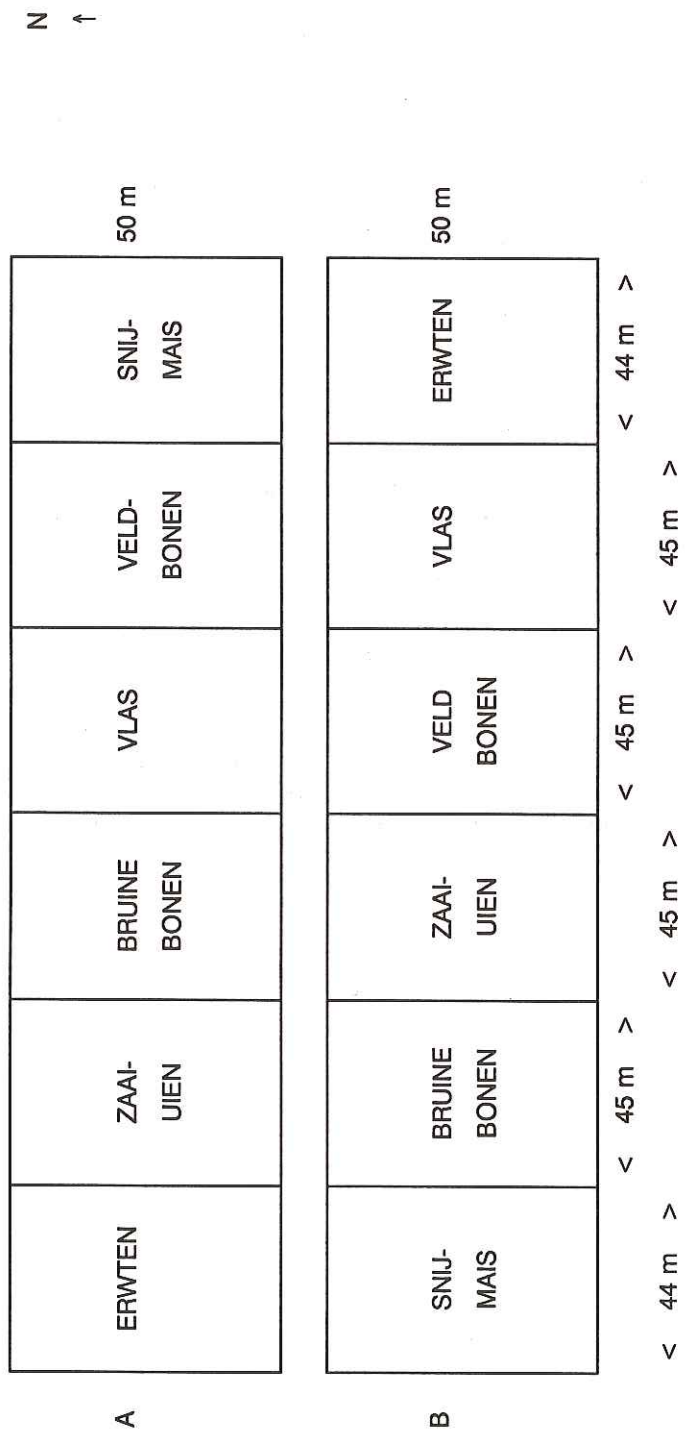 N
↑
A
ERWTEN
ZAAI-
UIEN
BRUINE
BONEN
VLAS
VELD-
BONEN
SNIJ-
MAIS
50 m
B
SNIJ-
MAIS
BRUINE
BONEN
ZAAI-
UIEN
VELD
BONEN
VLAS
ERWTEN
50 m
< 44 m >
< 45 m >
< 45 m >
< 45 m >
< 45 m >
< 44 m >